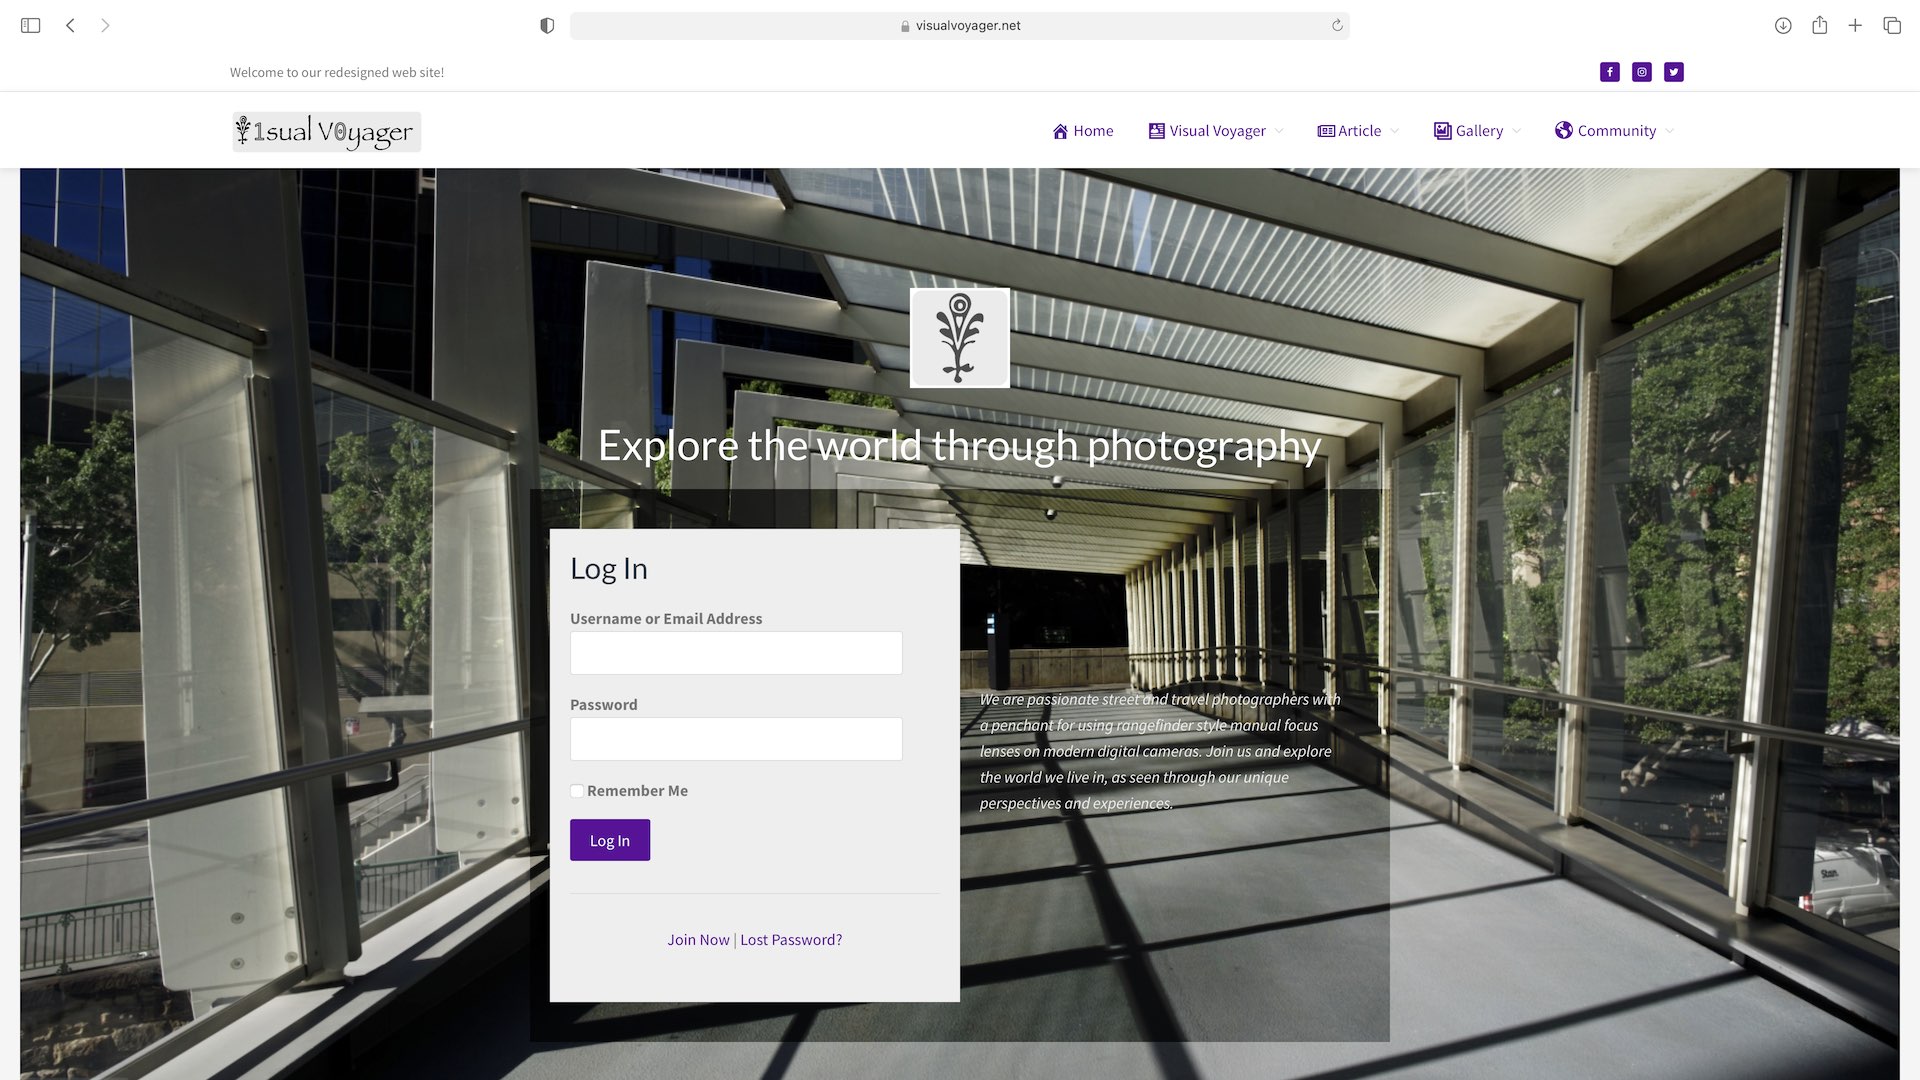 visualvoyager.net
Welcome to our redesigned web site!
1sual V0yager
Home
Visual Voyager
Article
Gallery
Community
Explore the world through photography
Log In
Username or Email Address
Password
Remember Me
Log In
Join Now | Lost Password?
We are passionate street and travel photographers with
a penchant for using rangefinder style manual focus
lenses on modern digital cameras. Join us and explore
the world we live in, as seen through our unique
perspectives and experiences.
Stan.